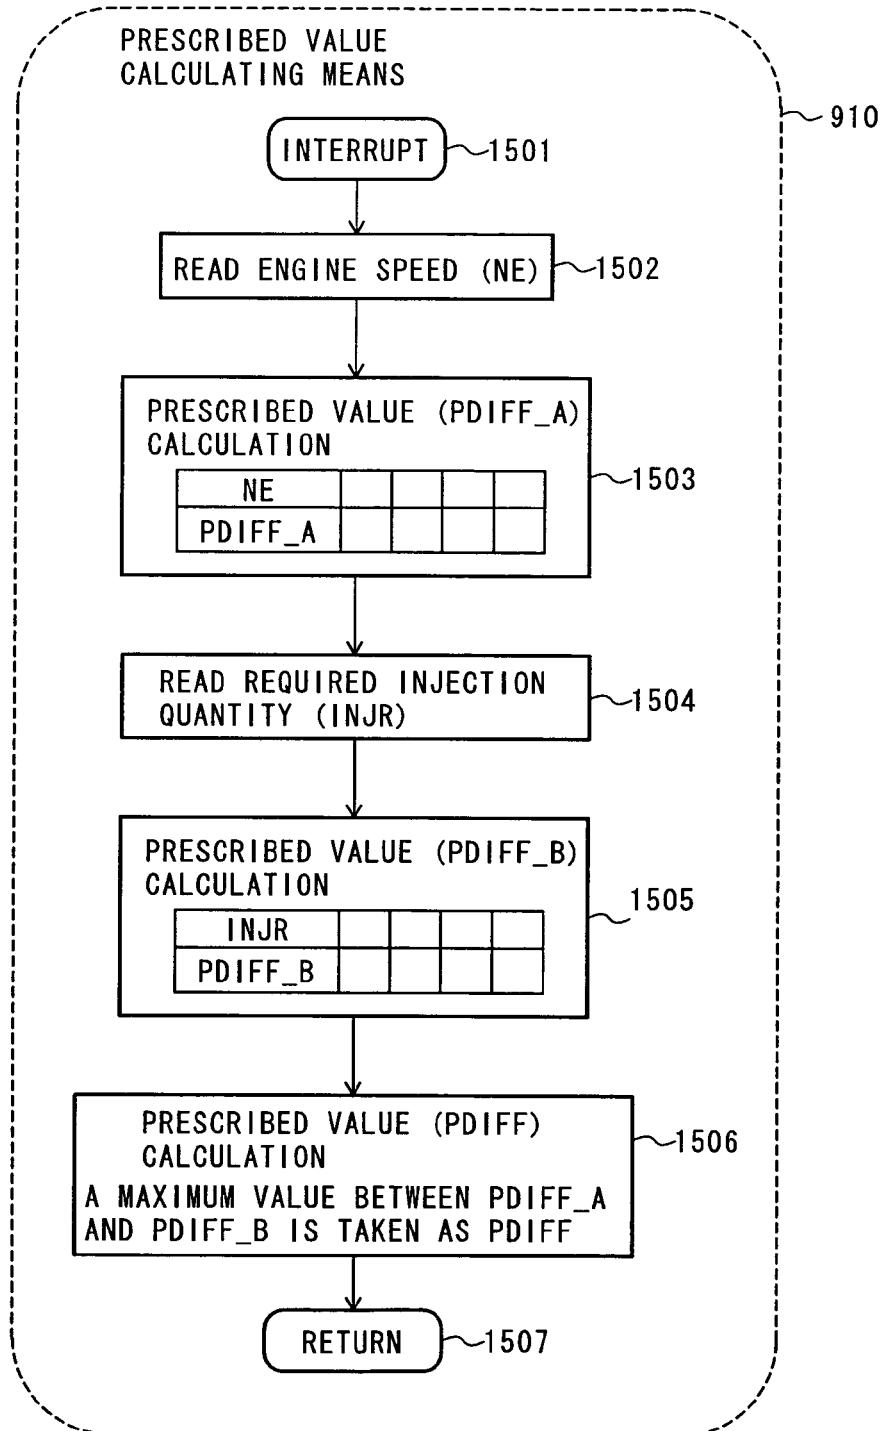 PRESCRIBED VALUE
CALCULATING MEANS
910
INTERRUPT
1501
READ ENGINE SPEED (NE)
1502
PRESCRIBED VALUE (PDIFF_A)
CALCULATION
NE
PDIFF_A
1503
READ REQUIRED INJECTION
QUANTITY (INJR)
1504
PRESCRIBED VALUE (PDIFF_B)
CALCULATION
INJR
PDIFF_B
1505
PRESCRIBED VALUE (PDIFF)
CALCULATION
A MAXIMUM VALUE BETWEEN PDIFF_A
AND PDIFF_B IS TAKEN AS PDIFF
1506
RETURN
1507